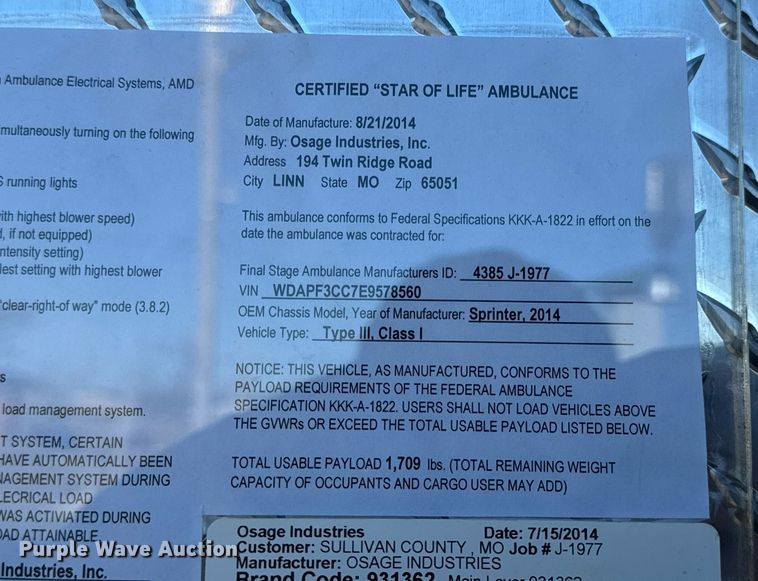 Ambulance Electrical Systems, AMD
multaneously turning on the following
running lights
ith highest blower speed)
, if not equipped)
ntensity setting)
est setting with highest blower
"clear-right-of way" mode (3.8.2)
s
load management system.
T SYSTEM, CERTAIN
HAVE AUTOMATICALLY BEEN
NAGEMENT SYSTEM DURING
LECRICAL LOAD
WAS ACTIVIATED DURING
OAD ATTAINABLE.
Industries, Inc.
CERTIFIED "STAR OF LIFE" AMBULANCE
Date of Manufacture: 8/21/2014
Mfg. By: Osage Industries, Inc.
Address 194 Twin Ridge Road
City LINN State MO Zip 65051
This ambulance conforms to Federal Specifications KKK-A-1822 in effort on the
date the ambulance was contracted for:
Final Stage Ambulance Manufacturers ID: 4385 J-1977
VIN WDAPF3CC7E9578560
OEM Chassis Model, Year of Manufacturer: Sprinter, 2014
Vehicle Type: Type III, Class I
NOTICE: THIS VEHICLE, AS MANUFACTURED, CONFORMS TO THE
PAYLOAD REQUIREMENTS OF THE FEDERAL AMBULANCE
SPECIFICATION KKK-A-1822. USERS SHALL NOT LOAD VEHICLES ABOVE
THE GVWRs OR EXCEED THE TOTAL USABLE PAYLOAD LISTED BELOW.
TOTAL USABLE PAYLOAD 1,709 lbs. (TOTAL REMAINING WEIGHT
CAPACITY OF OCCUPANTS AND CARGO USER MAY ADD)
Osage Industries Date: 7/15/2014
Customer: SULLIVAN COUNTY , MO Job # J-1977
Manufacturer: OSAGE INDUSTRIES
Brand Code: 931362 Main Layer 931362
Purple Wave Auction